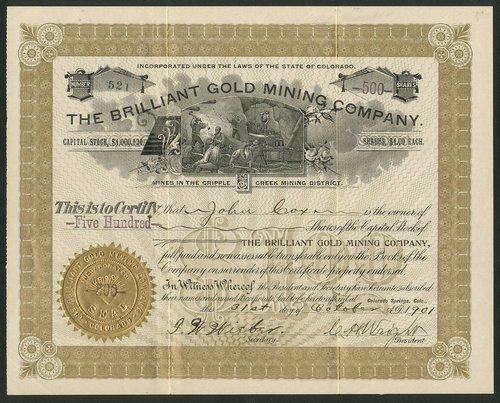 INCORPORATED UNDER THE LAWS OF THE STATE OF COLORADO.
NUMBER
521
-500-
SHARES
THE BRILLIANT GOLD MINING COMPANY.
CAPITAL STOCK, $1,000,000
SHARES, $1.00 EACH.
MINES IN THE CRIPPLE CREEK MINING DISTRICT.
This is to Certify that John Coxon is the owner of
-Five Hundred- Shares of the Capital Stock of
THE BRILLIANT GOLD MINING COMPANY,
full paid and non assessable transferable only on the Books of the
Company on surrender of this Certificate properly endorsed.
In Witness Whereof the President and Secretary have hereunto subscribed
their names and caused the corporate Seal to be hereto affixed at Colorado Springs, Colo.,
this 31st day of October 1901
Secretary.
President
SEAL
COLORADO